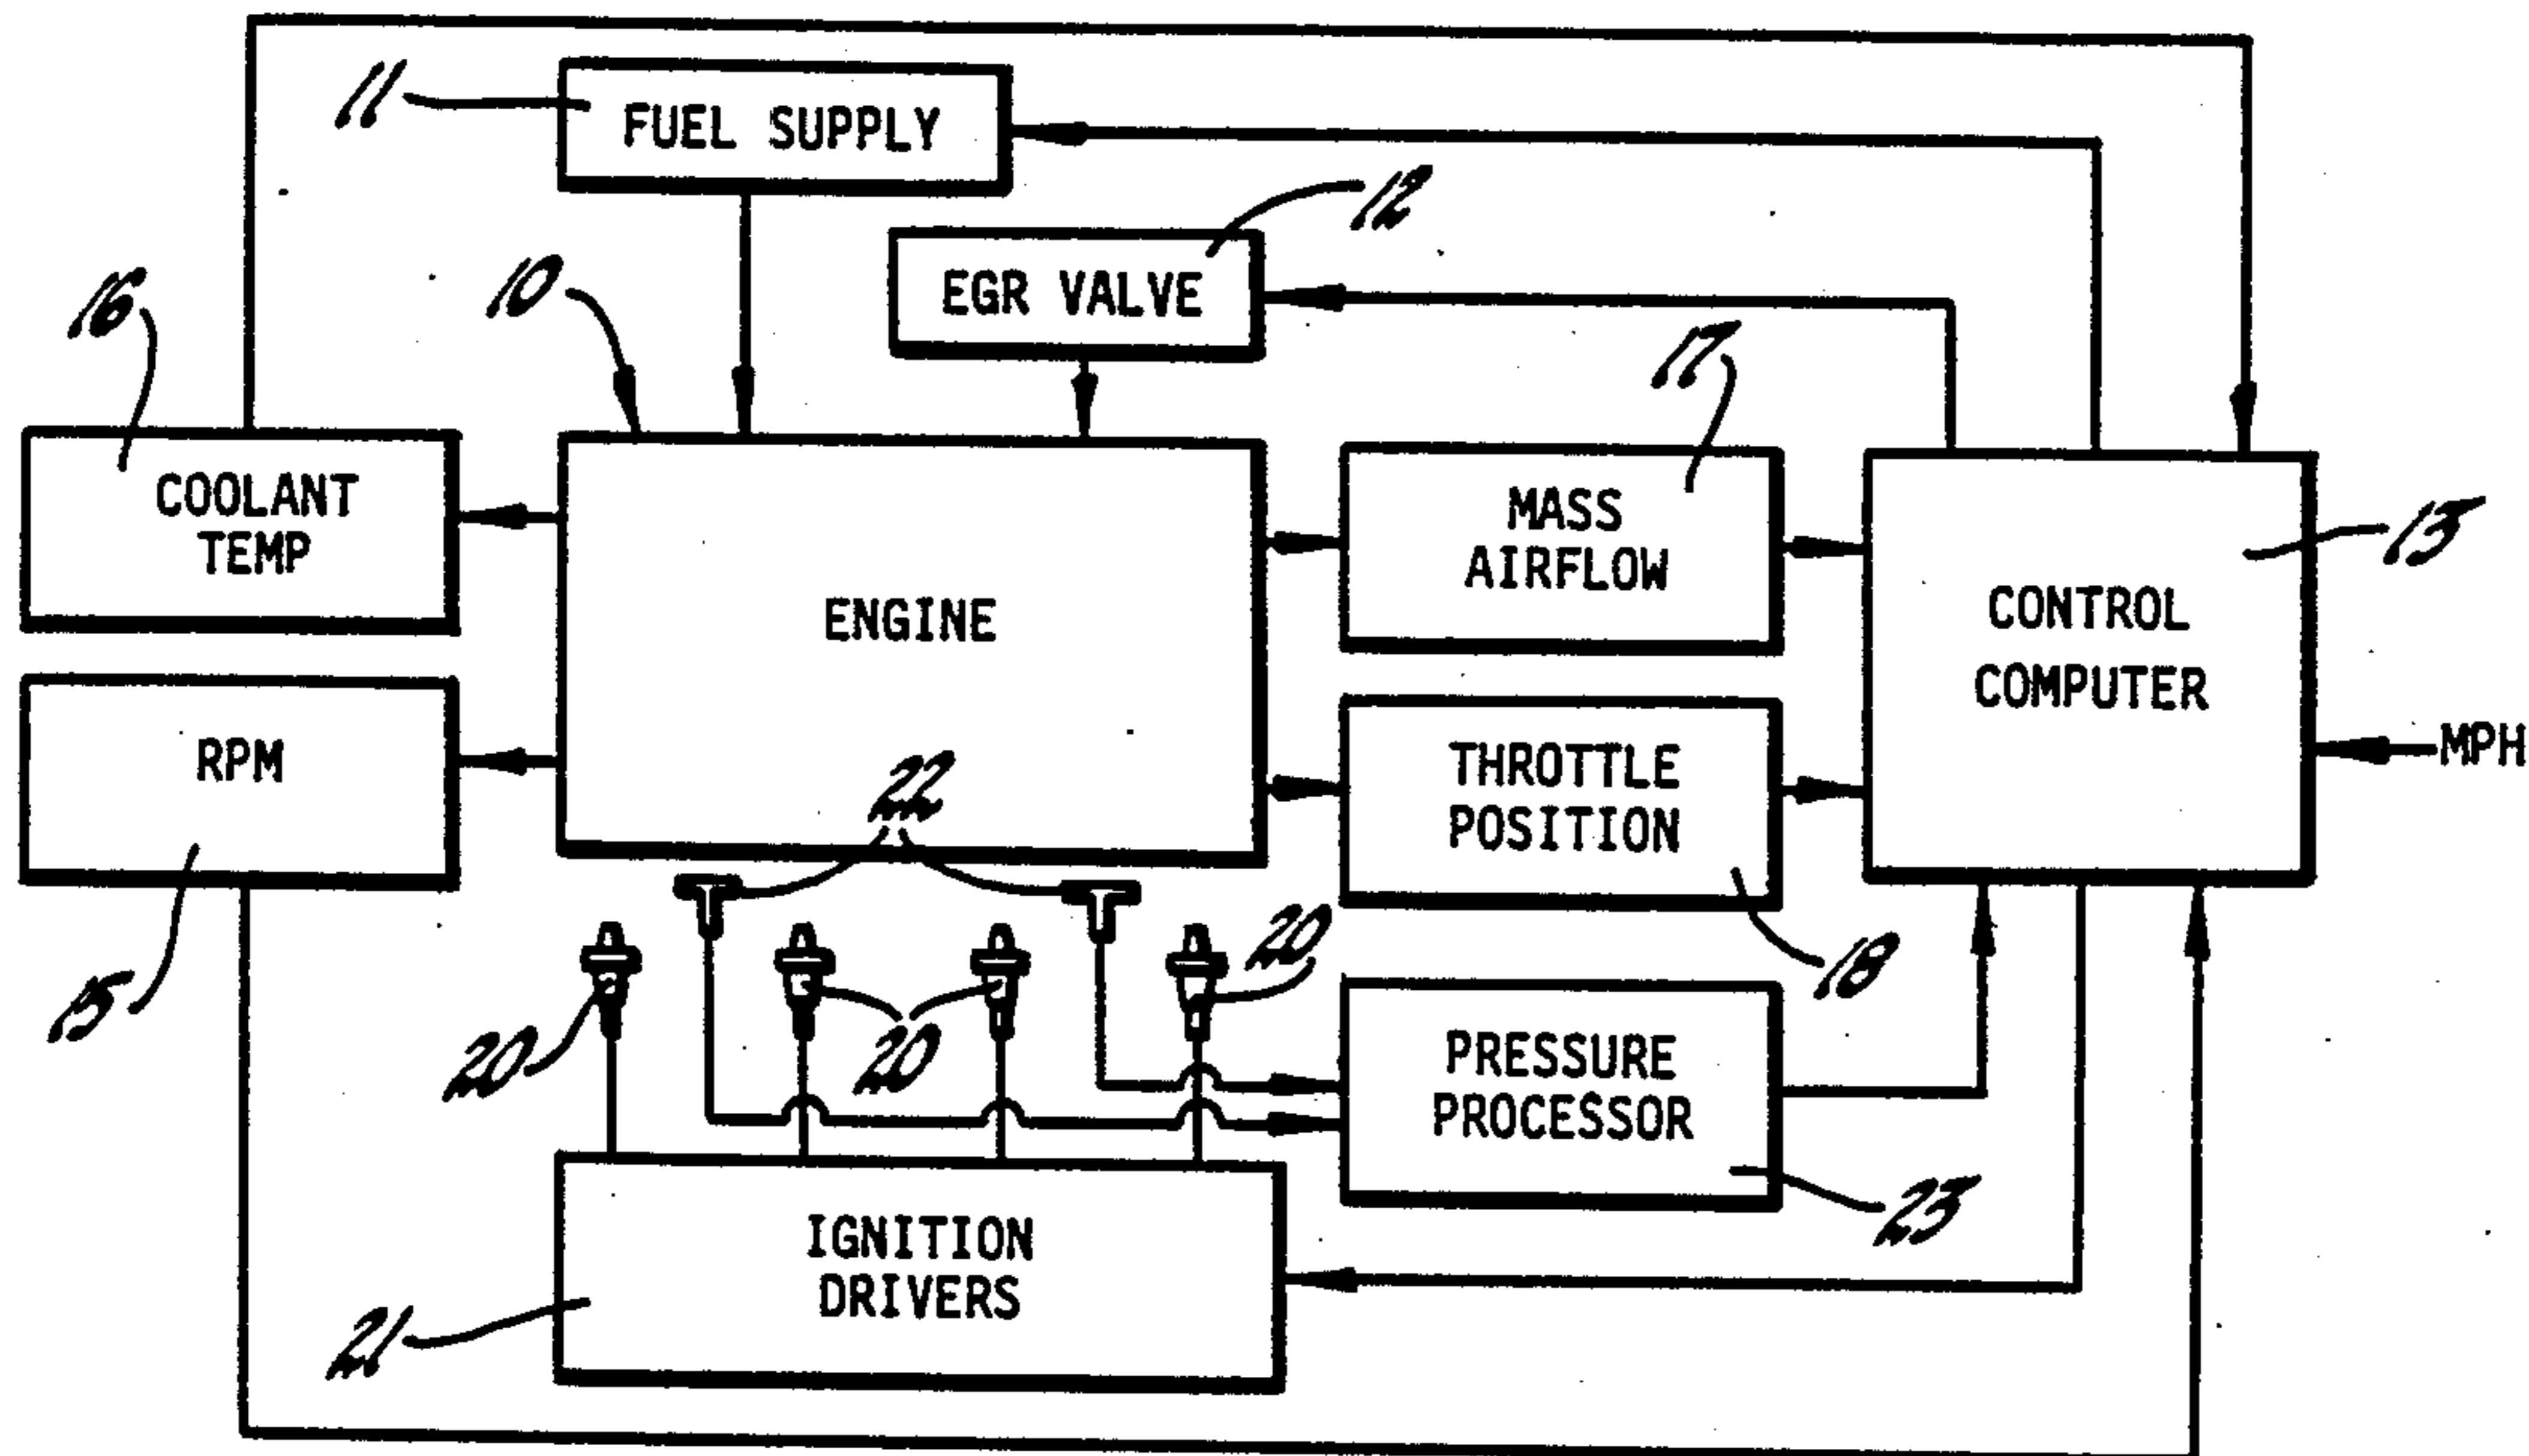 11
FUEL SUPPLY
12
EGR VALVE
10
16
17
COOLANT
TEMP
MASS
AIRFLOW
13
ENGINE
CONTROL
COMPUTER
RPM
THROTTLE
POSITION
MPH
22
15
20
20
20
18
PRESSURE
PROCESSOR
23
IGNITION
DRIVERS
21